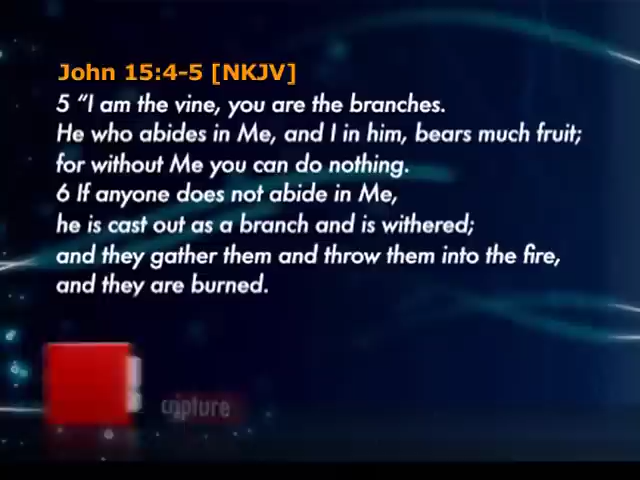 John 15:4-5 [NKJV]
5 “I am the vine, you are the branches.
He who abides in Me, and I in him, bears much fruit;
for without Me you can do nothing.
6 If anyone does not abide in Me,
he is cast out as a branch and is withered;
and they gather them and throw them into the fire,
and they are burned.
cripture